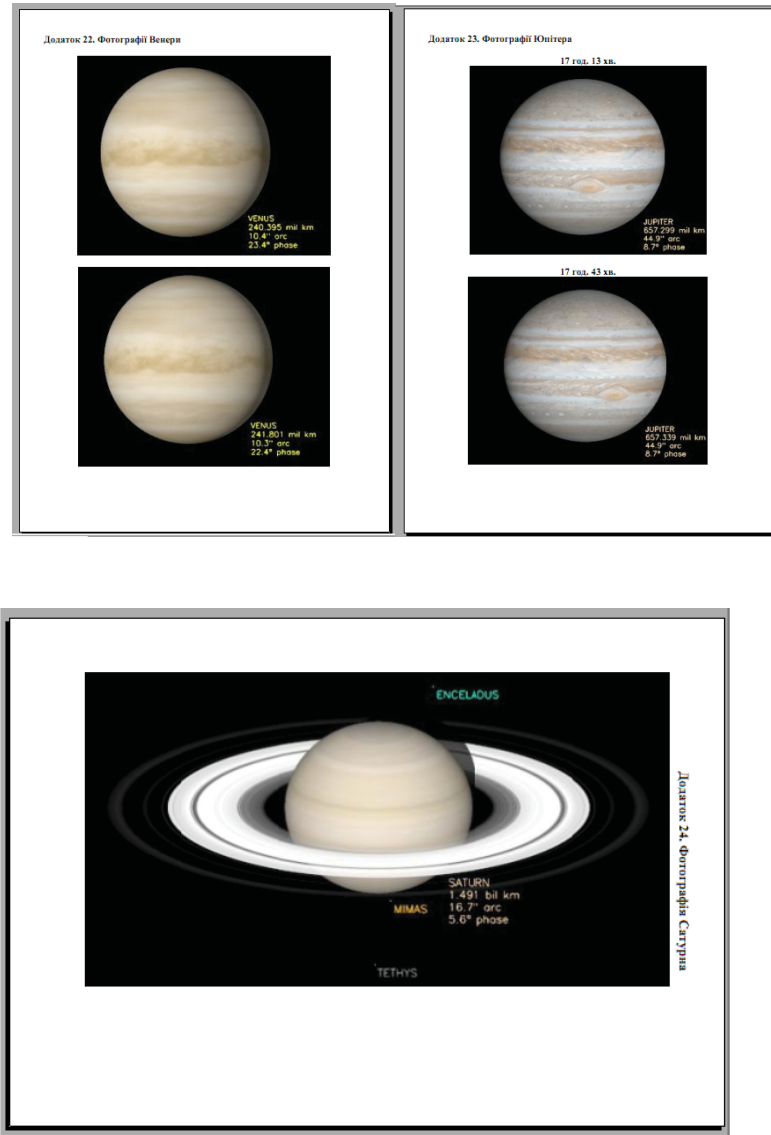 Додаток 22. Фотографії Венери
VENUS
240.395 mil km
10.4" arc
23.4° phase
VENUS
241.801 mil km
10.3" arc
22.4° phase
Додаток 23. Фотографії Юпітера
17 год. 13 хв.
JUPITER
657.299 mil km
44.9" arc
8.7° phase
17 год. 43 хв.
JUPITER
657.339 mil km
44.9" arc
8.7° phase
ENCELADUS
SATURN
1.491 bil km
16.7" arc
5.6° phase
MIMAS
TETHYS
Додаток 24. Фотографія Сатурна